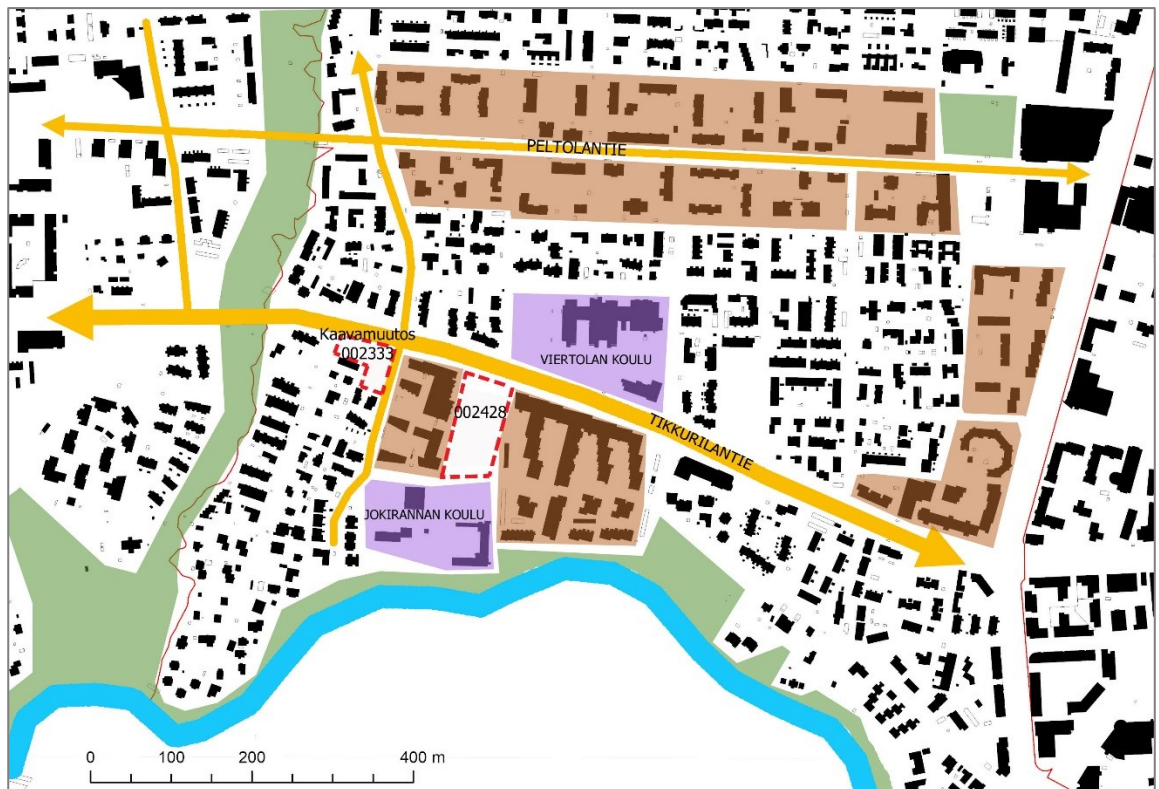 PELTOLANTIE
Kaavamuutos
002333
VIERTOLAN KOULU
002428
TIKKURILANTIE
JOKIRANNAN KOULU
0 100 200 400 m